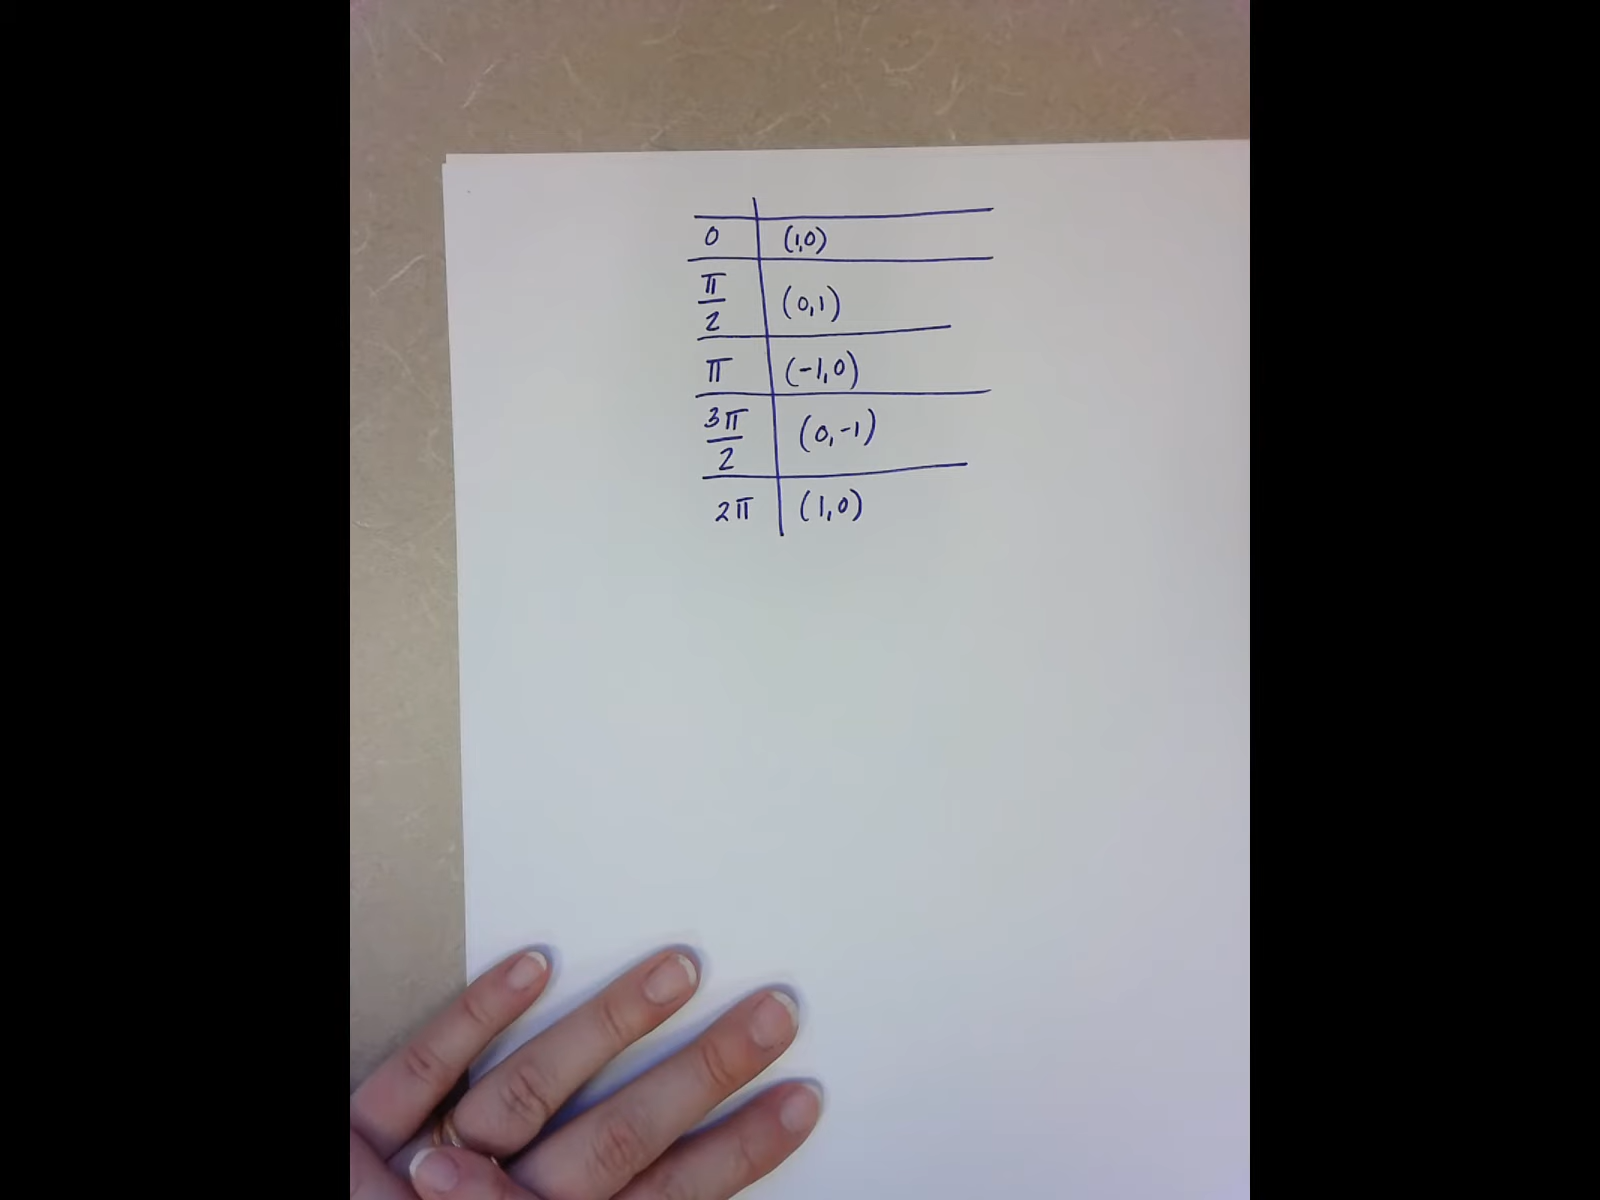 0 (1,0)
π/2 (0,1)
π (-1,0)
3π/2 (0,-1)
2π (1,0)